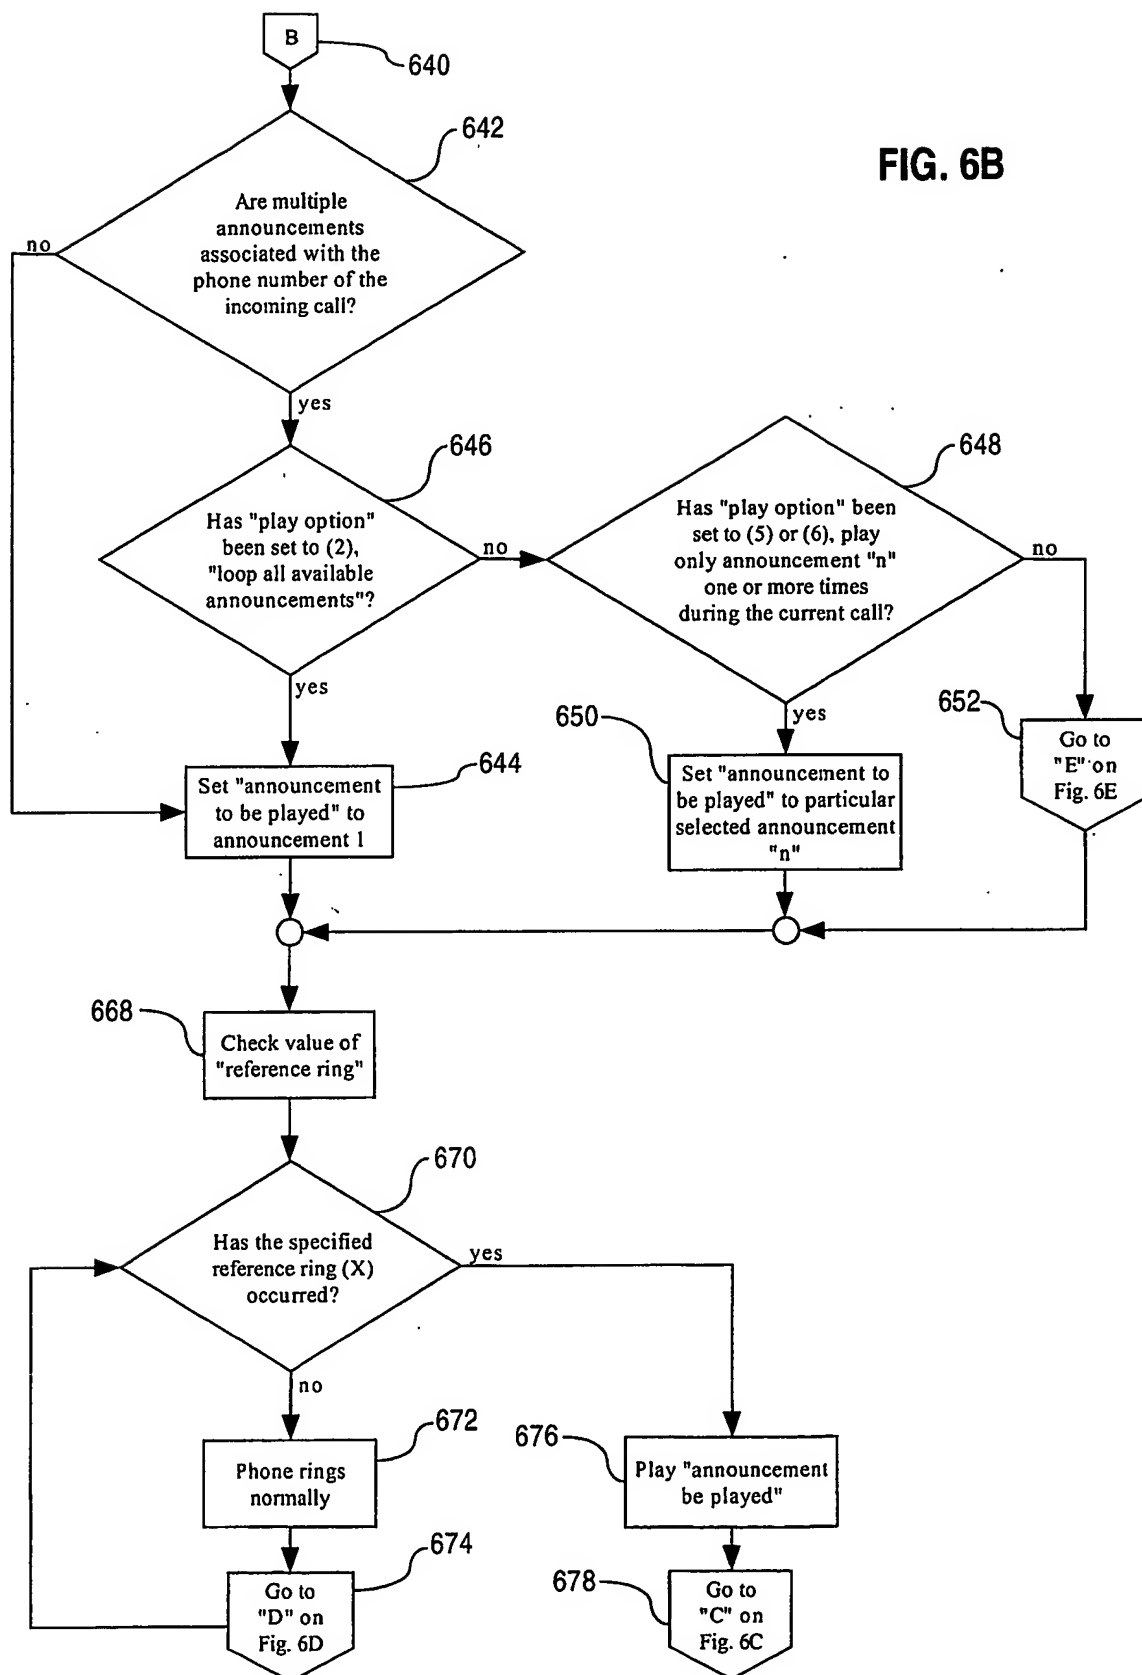 B
640
642
FIG. 6B
Are multiple
announcements
associated with the
phone number of the
incoming call?
no
yes
646
648
Has "play option"
been set to (2),
"loop all available
announcements"?
no
Has "play option" been
set to (5) or (6), play
only announcement "n"
one or more times
during the current call?
no
yes
yes
644
650
652
Set "announcement
to be played" to
announcement 1
Set "announcement to
be played" to particular
selected announcement
"n"
Go to
"E" on
Fig. 6E
668
Check value of
"reference ring"
670
Has the specified
reference ring (X)
occurred?
yes
no
672
676
Phone rings
normally
Play "announcement
be played"
674
678
Go to
"D" on
Fig. 6D
Go to
"C" on
Fig. 6C